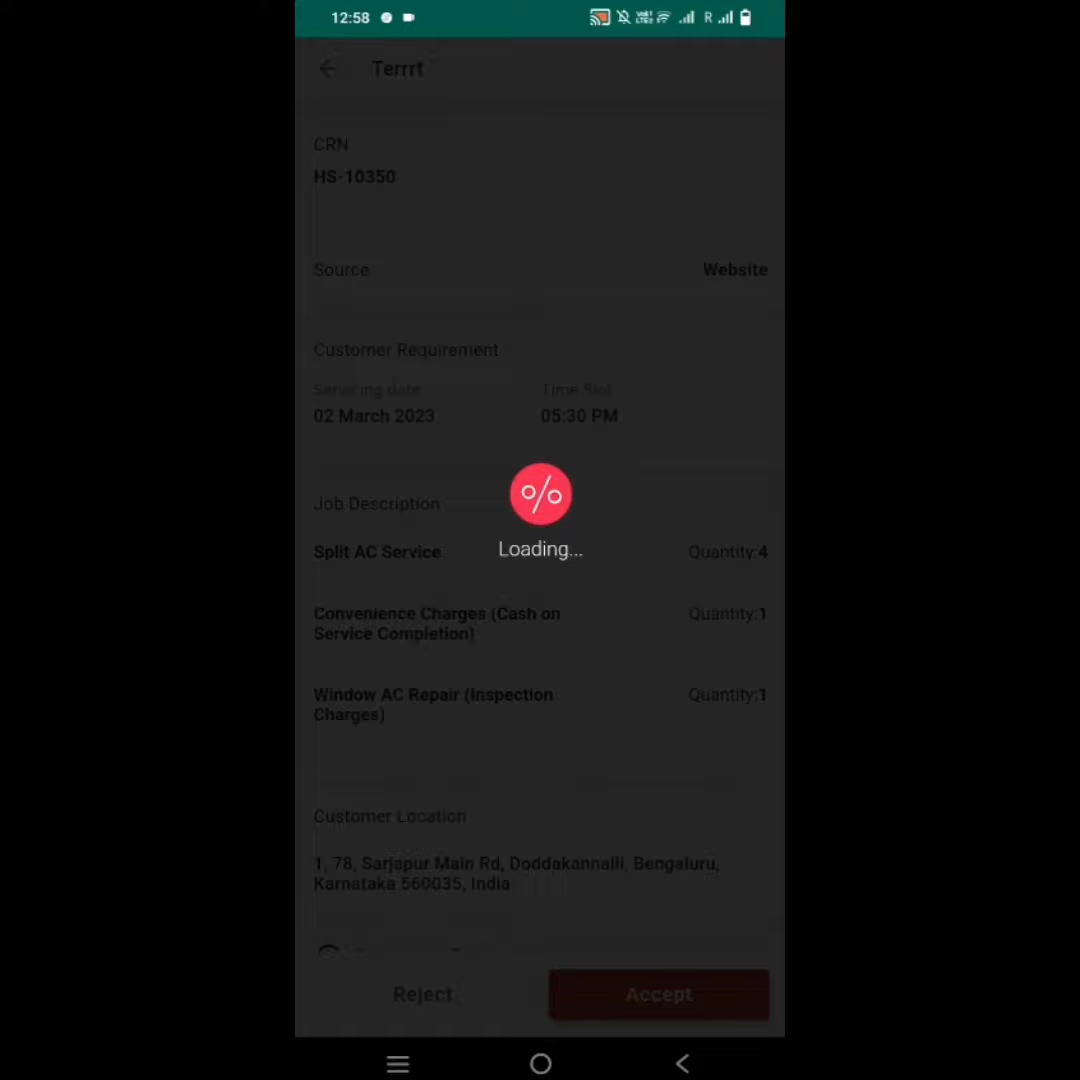 12:58
R
Terrrt
CRN
HS-10350
Source
Website
Customer Requirement
Servicing date
Time Slot
02 March 2023
05:30 PM
%
Job Description
Loading...
Split AC Service
Quantity:4
Convenience Charges (Cash on
Service Completion)
Quantity:1
Window AC Repair (Inspection
Charges)
Quantity:1
Customer Location
1, 78, Sarjapur Main Rd, Doddakannalli, Bengaluru,
Karnataka 560035, India
Reject
Accept